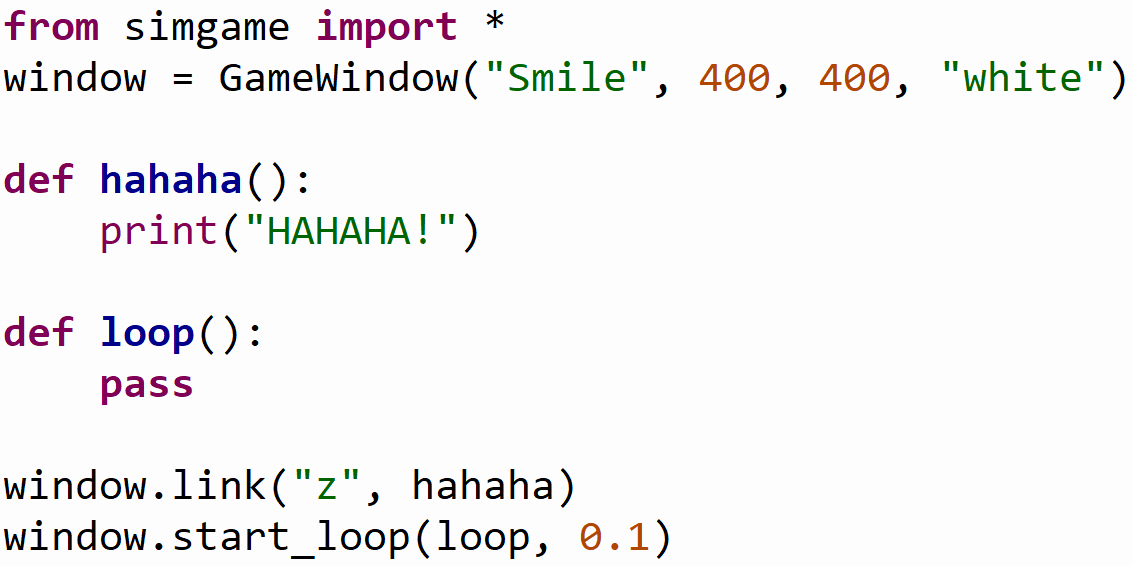 from simgame import *
window = GameWindow("Smile", 400, 400, "white")
def hahaha():
    print("HAHAHA!")
def loop():
    pass
window.link("z", hahaha)
window.start_loop(loop, 0.1)